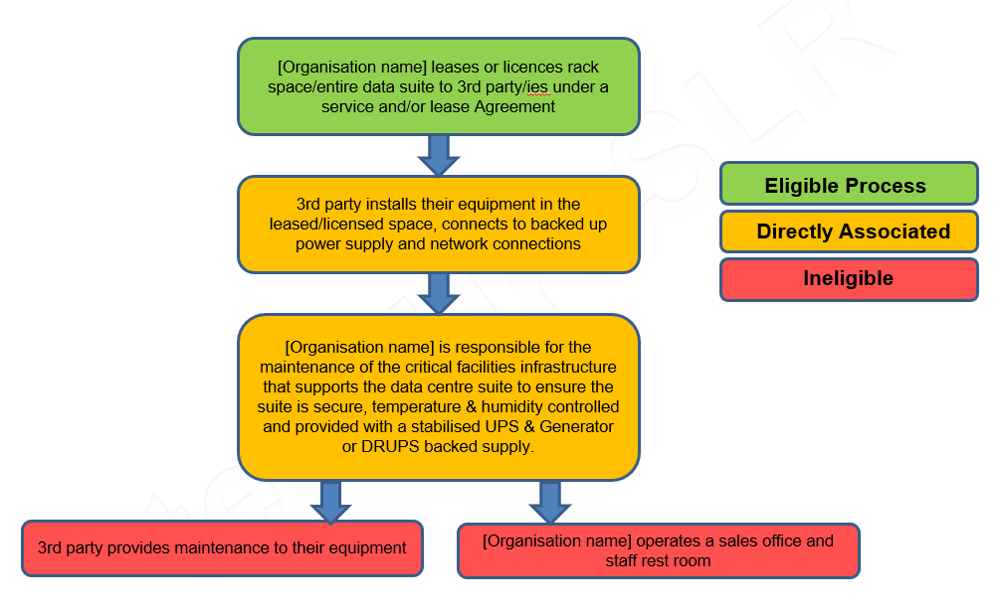 [Organisation name] leases or licences rack
space/entire data suite to 3rd party/ies under a
service and/or lease Agreement
3rd party installs their equipment in the
leased/licensed space, connects to backed up
power supply and network connections
Eligible Process
Directly Associated
Ineligible
[Organisation name] is responsible for the
maintenance of the critical facilities infrastructure
that supports the data centre suite to ensure the
suite is secure, temperature & humidity controlled
and provided with a stabilised UPS & Generator
or DRUPS backed supply.
3rd party provides maintenance to their equipment
[Organisation name] operates a sales office and
staff rest room